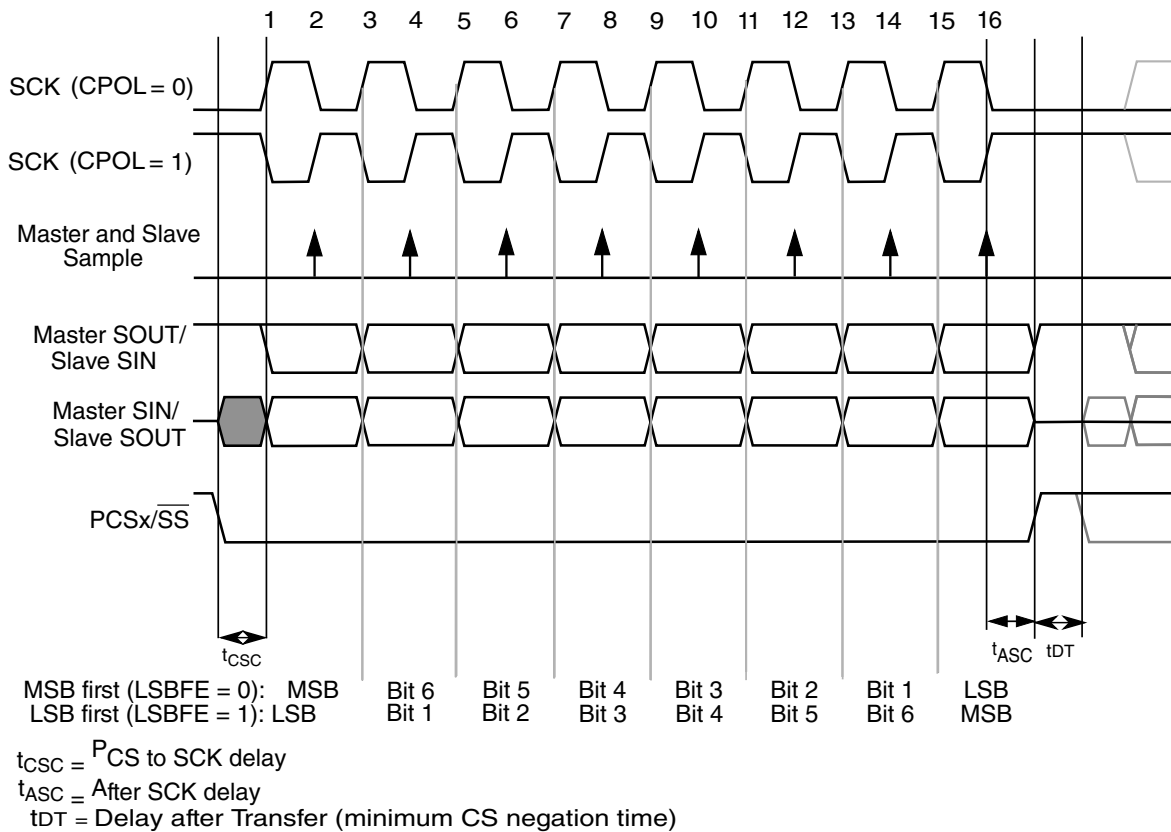 1 2 3 4 5 6 7 8 9 10 11 12 13 14 15 16
SCK (CPOL = 0)
SCK (CPOL = 1)
Master and Slave
Sample
Master SOUT/
Slave SIN
Master SIN/
Slave SOUT
PCSx/SS
tCSC
tASC tDT
MSB first (LSBFE = 0): MSB Bit 6 Bit 5 Bit 4 Bit 3 Bit 2 Bit 1 LSB
LSB first (LSBFE = 1): LSB Bit 1 Bit 2 Bit 3 Bit 4 Bit 5 Bit 6 MSB
tCSC = PCS to SCK delay
tASC = After SCK delay
tDT = Delay after Transfer (minimum CS negation time)